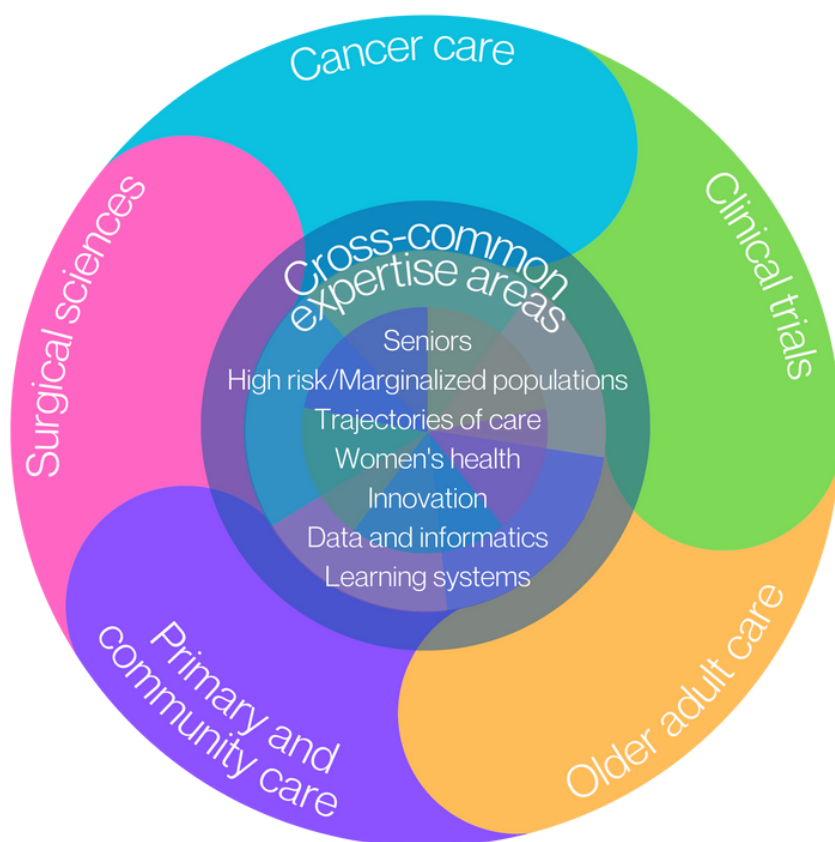 Cancer care
Clinical trials
Older adult care
Primary and
community care
Surgical sciences
Cross-common
expertise areas
Seniors
High risk/Marginalized populations
Trajectories of care
Women's health
Innovation
Data and informatics
Learning systems